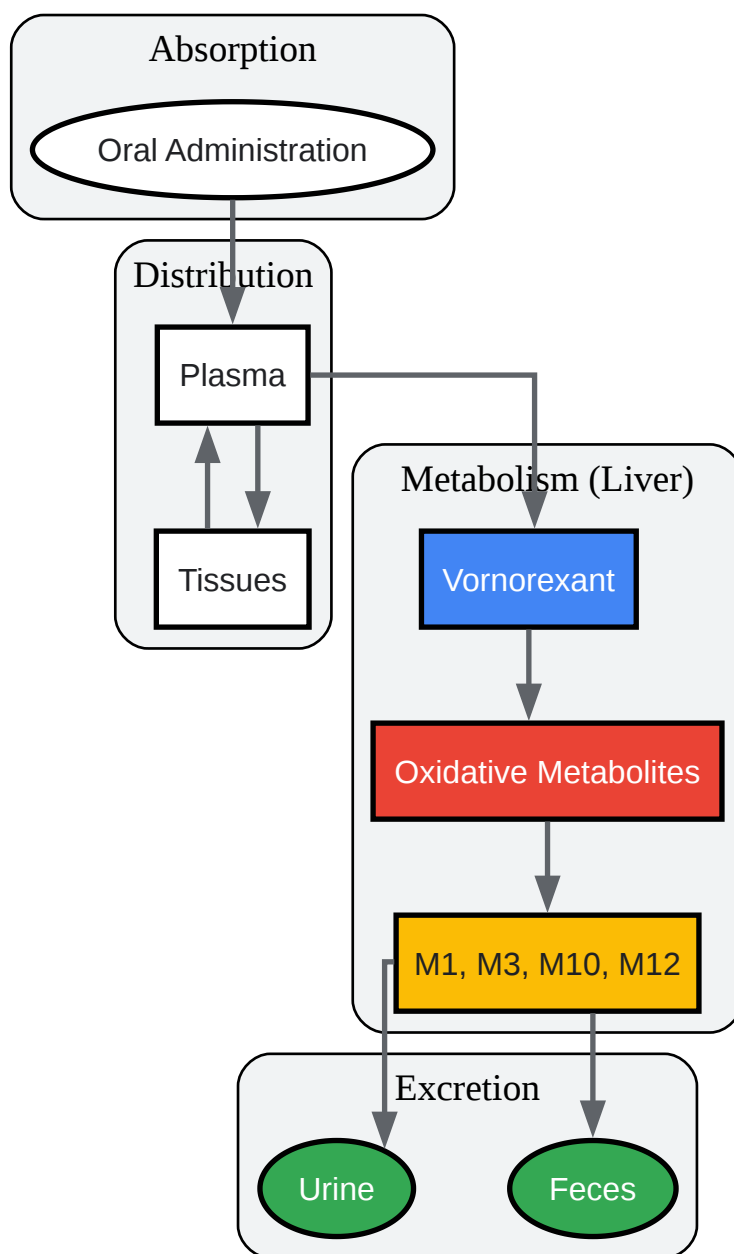 Absorption
Oral Administration
Distribution
Plasma
Tissues
Metabolism (Liver)
Vornorexant
Oxidative Metabolites
M1, M3, M10, M12
Excretion
Urine
Feces